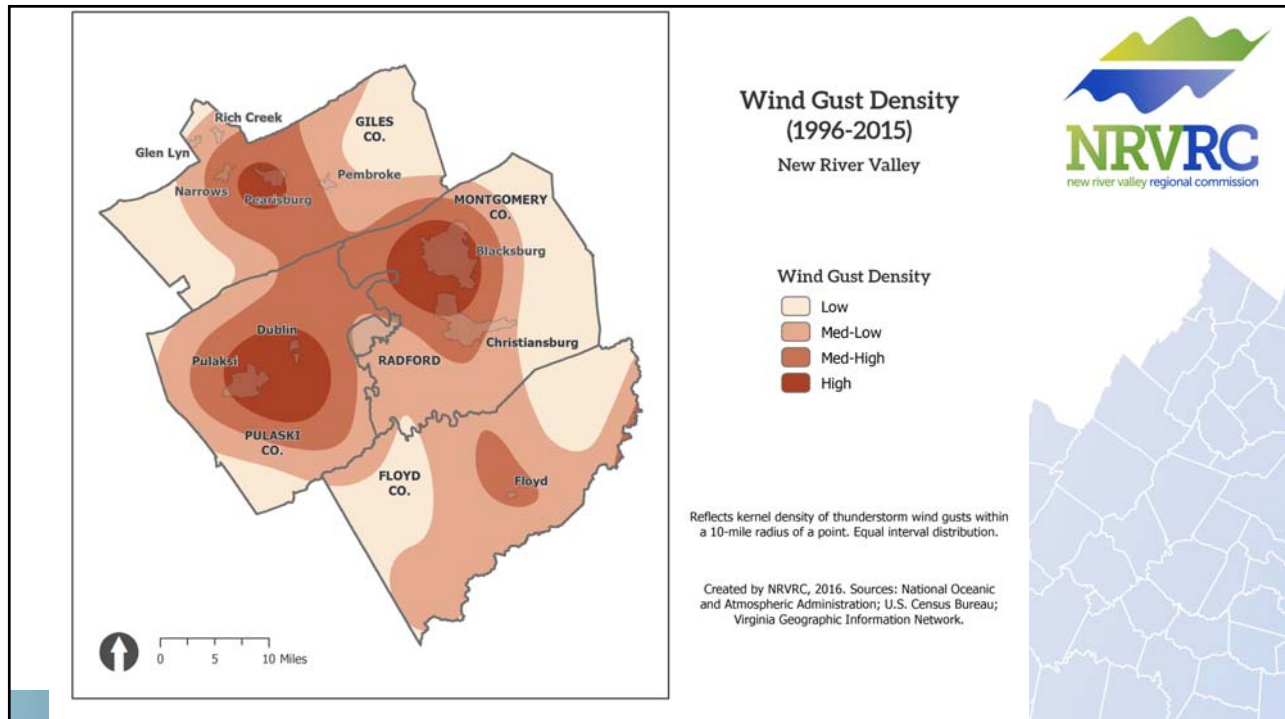 Rich Creek
GILES
CO.
Glen Lyn
Narrows
Pembroke
Pearisburg
MONTGOMERY
CO.
Blacksburg
Dublin
Pulaksi
RADFORD
Christiansburg
PULASKI
CO.
FLOYD
CO.
Floyd
0 5 10 Miles
Wind Gust Density
(1996-2015)
New River Valley
Wind Gust Density
Low
Med-Low
Med-High
High
Reflects kernel density of thunderstorm wind gusts within
a 10-mile radius of a point. Equal interval distribution.
Created by NRVRC, 2016. Sources: National Oceanic
and Atmospheric Administration; U.S. Census Bureau;
Virginia Geographic Information Network.
NRVRC
new river valley regional commission